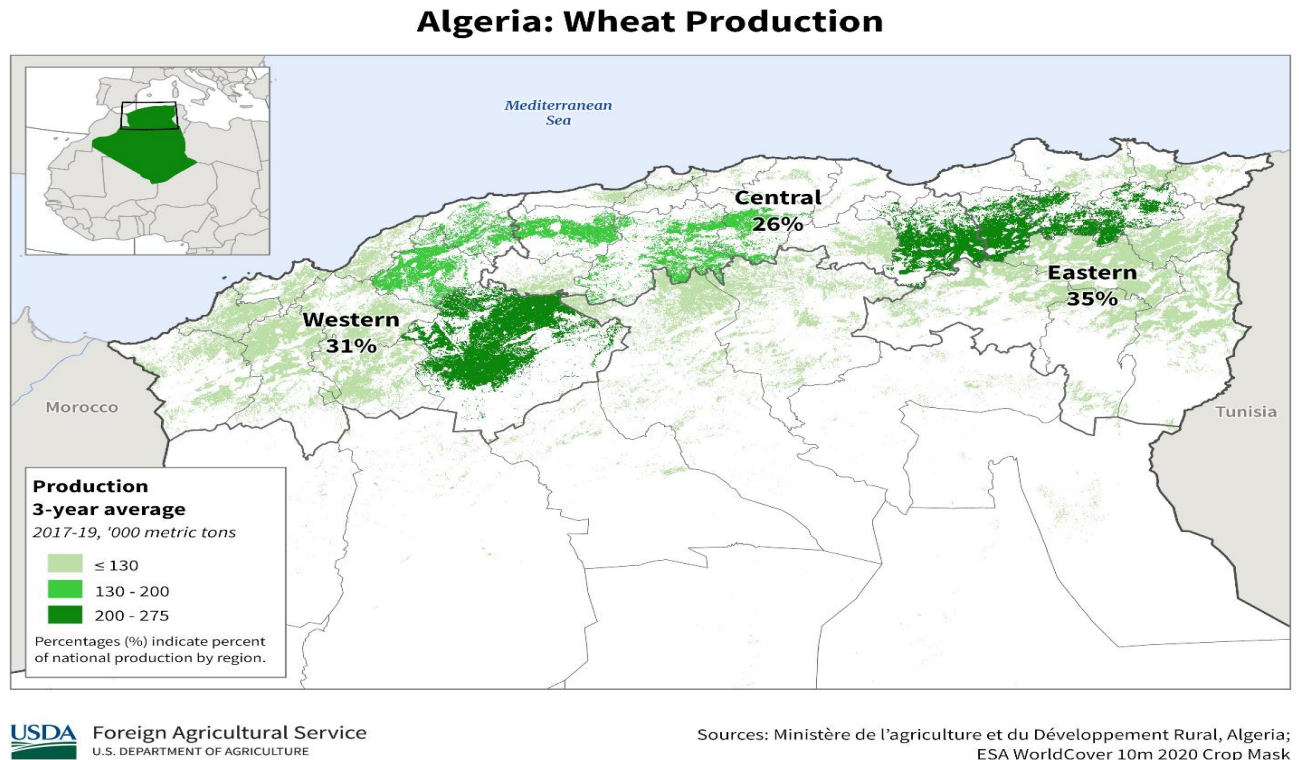 Algeria: Wheat Production
Mediterranean
Sea
Central
26%
Eastern
35%
Western
31%
Morocco
Tunisia
Production
3-year average
2017-19, '000 metric tons
≤ 130
130 - 200
200 - 275
Percentages (%) indicate percent
of national production by region.
USDA
Foreign Agricultural Service
U.S. DEPARTMENT OF AGRICULTURE
Sources: Ministère de l’agriculture et du Développement Rural, Algeria;
ESA WorldCover 10m 2020 Crop Mask